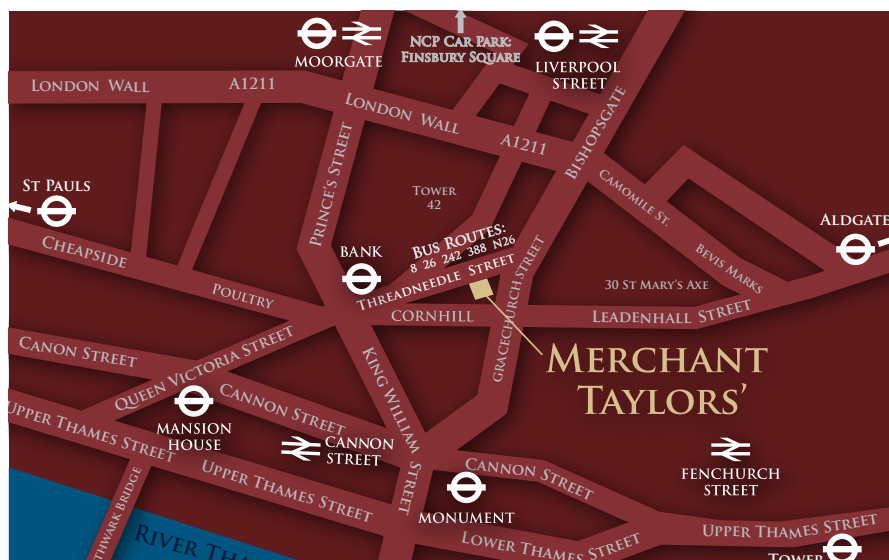 NCP Car Park:
Finsbury Square
MOORGATE
LIVERPOOL
STREET
LONDON WALL
A1211
LONDON WALL
A1211
BISHOPSGATE
PRINCE'S STREET
St Pauls
Tower
42
CAMOMILE ST.
ALDGATE
CHEAPSIDE
BANK
Bus Routes:
8 26 242 388 N26
THREADNEEDLE STREET
BEVIS MARKS
GRACECHURCH STREET
30 St Mary's Axe
POULTRY
CORNHILL
LEADENHALL STREET
CANON STREET
QUEEN VICTORIA STREET
KING WILLIAM STREET
Merchant
Taylors'
CANNON STREET
UPPER THAMES STREET
MANSION
HOUSE
CANNON
STREET
CANNON STREET
FENCHURCH
STREET
UPPER THAMES STREET
MONUMENT
LOWER THAMES STREET
UPPER THAMES STREET
BRIDGE
RIVER
TOWER